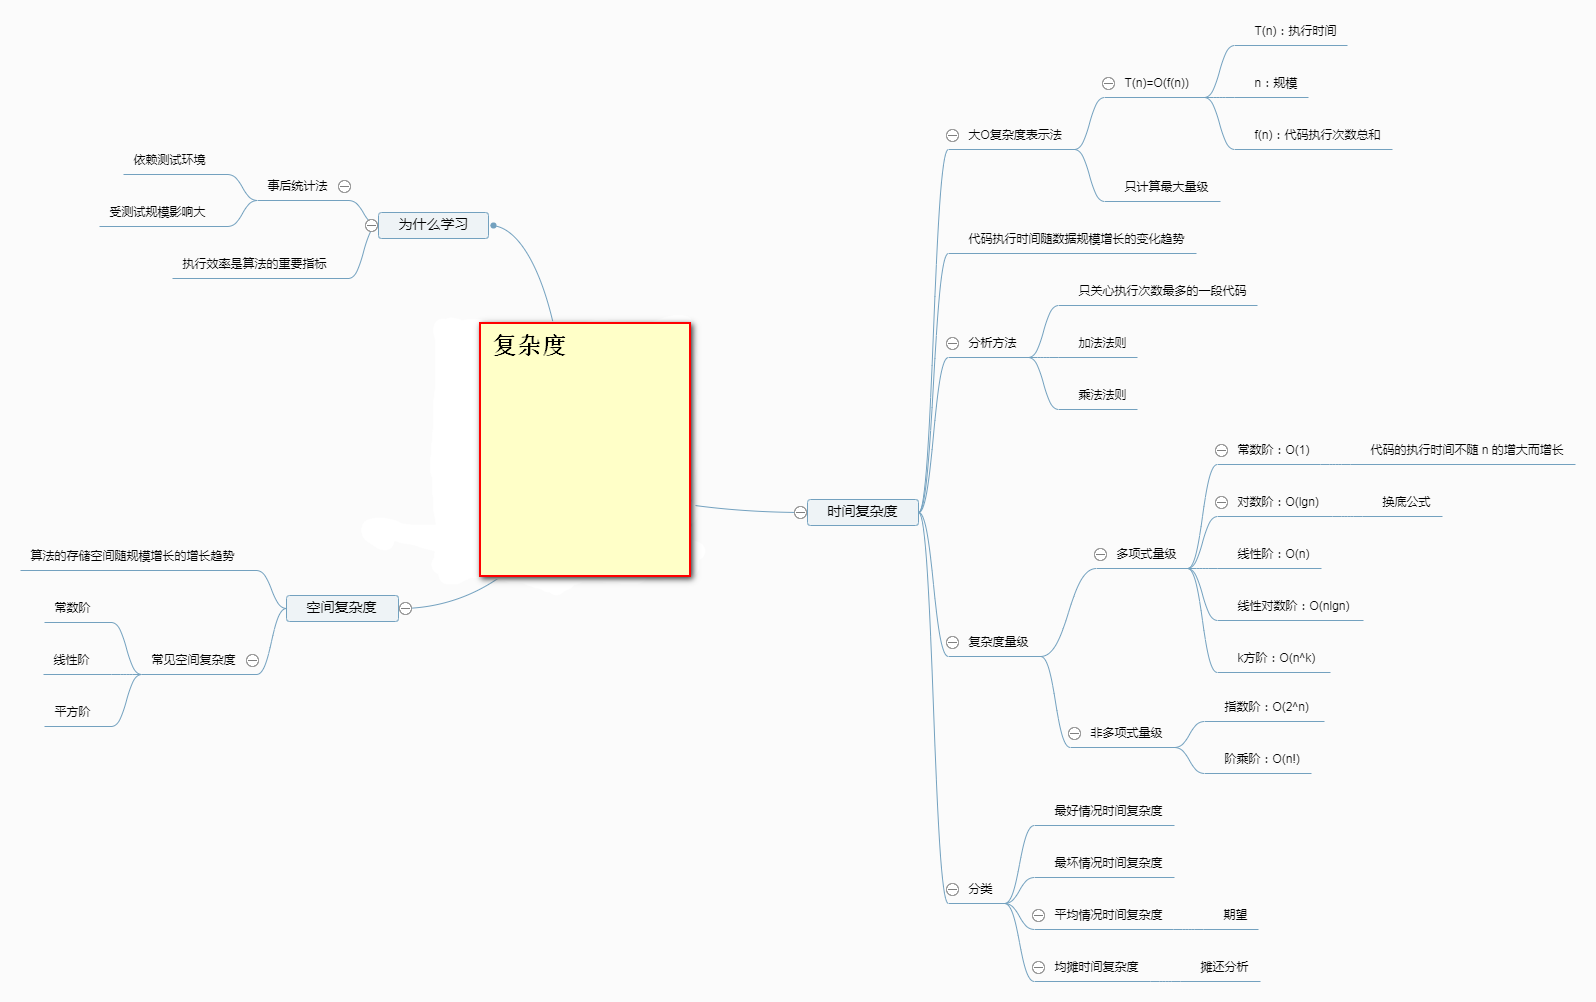 复杂度
为什么学习
事后统计法
依赖测试环境
受测试规模影响大
执行效率是算法的重要指标
空间复杂度
算法的存储空间随规模增长的增长趋势
常见空间复杂度
常数阶
线性阶
平方阶
时间复杂度
大O复杂度表示法
T(n)=O(f(n))
T(n)：执行时间
n：规模
f(n)：代码执行次数总和
只计算最大量级
代码执行时间随数据规模增长的变化趋势
分析方法
只关心执行次数最多的一段代码
加法法则
乘法法则
复杂度量级
多项式量级
常数阶：O(1)
代码的执行时间不随 n 的增大而增长
对数阶：O(lgn)
换底公式
线性阶：O(n)
线性对数阶：O(nlgn)
k方阶：O(n^k)
非多项式量级
指数阶：O(2^n)
阶乘阶：O(n!)
分类
最好情况时间复杂度
最坏情况时间复杂度
平均情况时间复杂度
期望
均摊时间复杂度
摊还分析